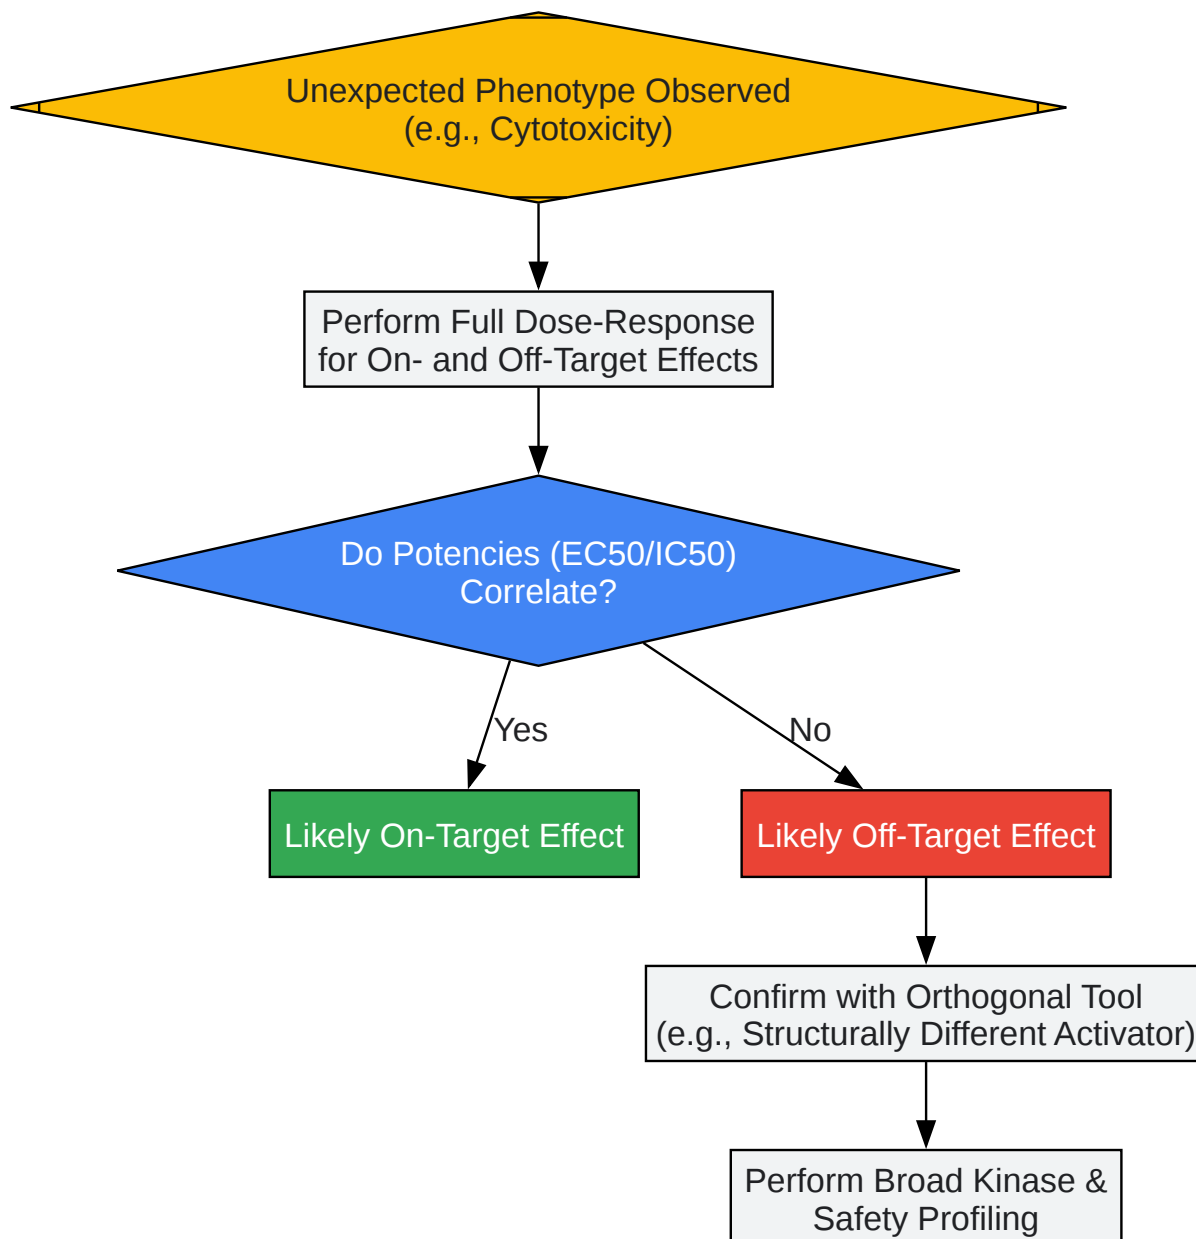 Unexpected Phenotype Observed
(e.g., Cytotoxicity)
Perform Full Dose-Response
for On- and Off-Target Effects
Do Potencies (EC50/IC50)
Correlate?
Yes
No
Likely On-Target Effect
Likely Off-Target Effect
Confirm with Orthogonal Tool
(e.g., Structurally Different Activator)
Perform Broad Kinase &
Safety Profiling